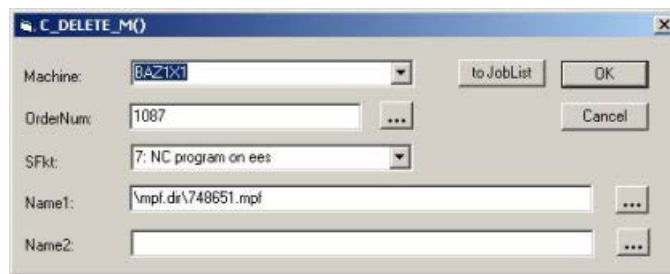 C_DELETE_M()
Machine: BAZ1X1 to JobList OK
OrderNum: 1087 ... Cancel
SFkt: 7: NC program on ees
Name1: \mpf.dir\748651.mpf ...
Name2: ...